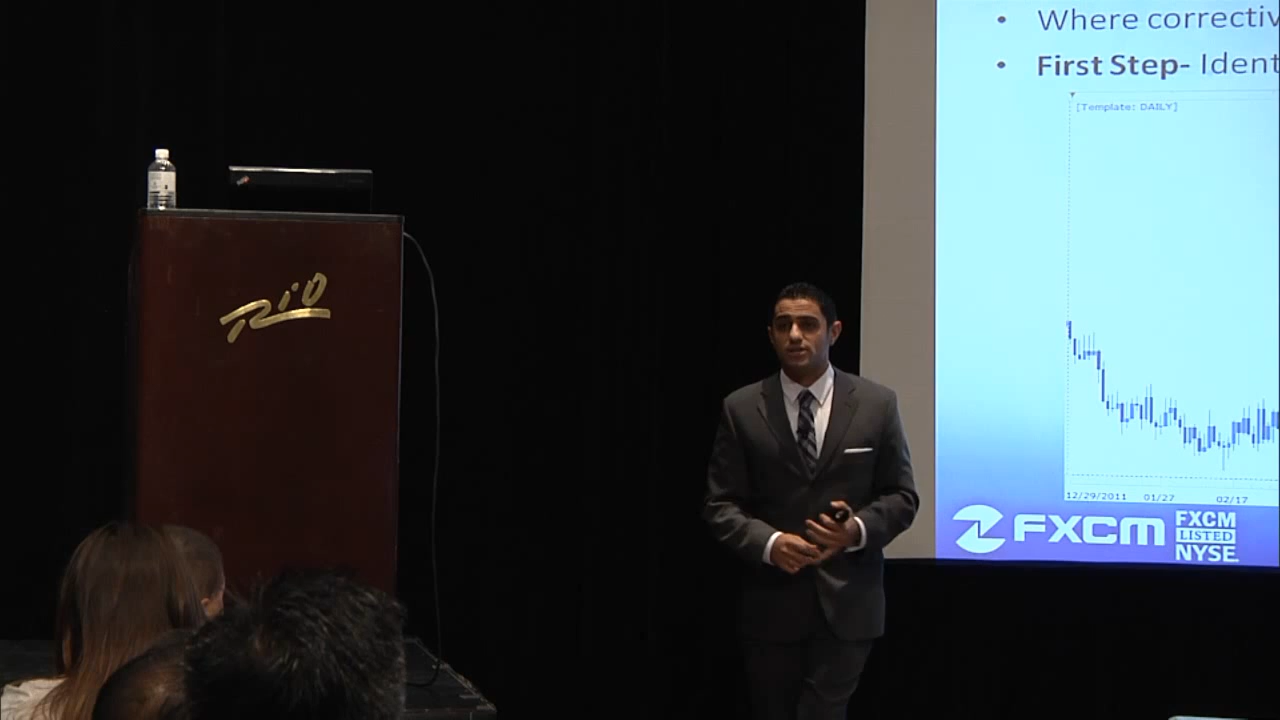 • Where correctiv
• First Step- Ident
[Template: DAILY]
12/29/2011 01/27 02/17
FXCM
FXCM
LISTED
NYSE
Rio